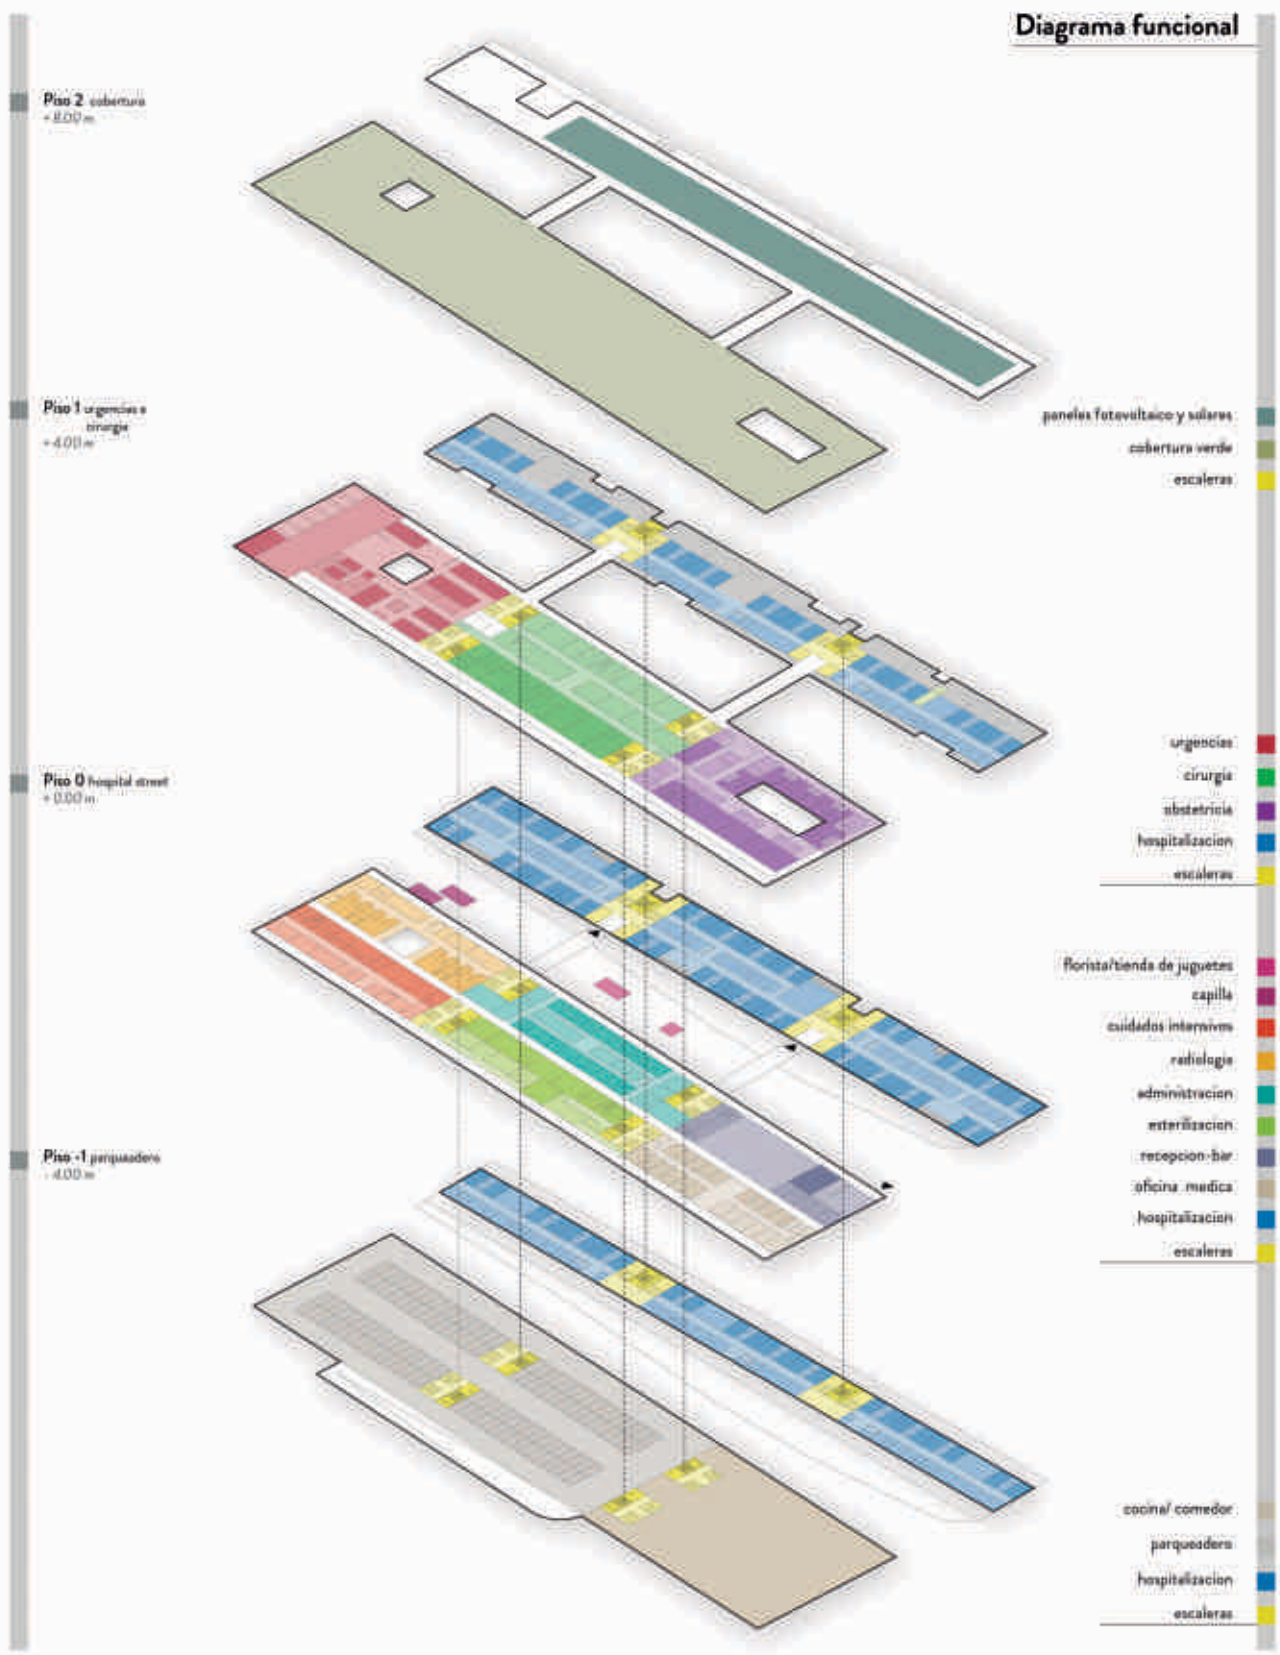 Diagrama funcional
Piso 2 cobertura
+ 8.00 m
Piso 1 urgencias e
cirurgia
+ 4.00 m
paneles fotovoltaico y solares
cobertura verde
escaleras
urgencias
cirurgia
obstetricia
hospitalizacion
escaleras
Piso 0 hospital street
+ 0.00 m
florista/tienda de juguetes
capilla
cuidados intensivos
radiologia
administracion
esterilizacion
recepcion-bar
oficina medica
hospitalizacion
escaleras
Piso -1 parqueadero
- 4.00 m
cocina/ comedor
parqueadero
hospitalizacion
escaleras